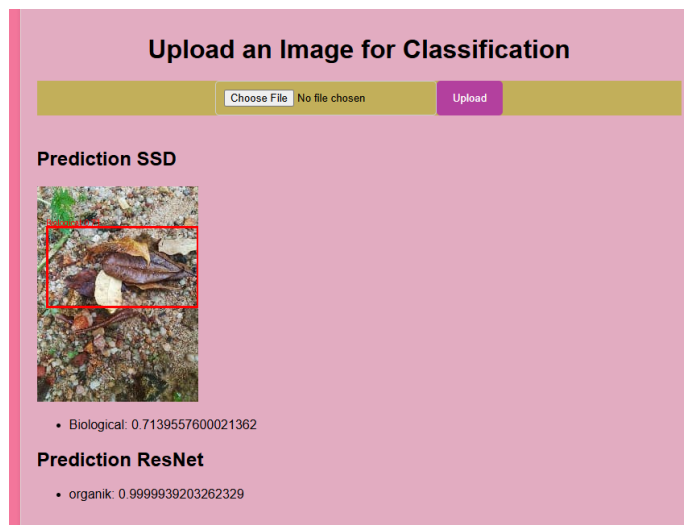 Upload an Image for Classification
Choose File No file chosen Upload
Prediction SSD
Biological: 0.7139557600021362
Prediction ResNet
organik: 0.9999939203262329